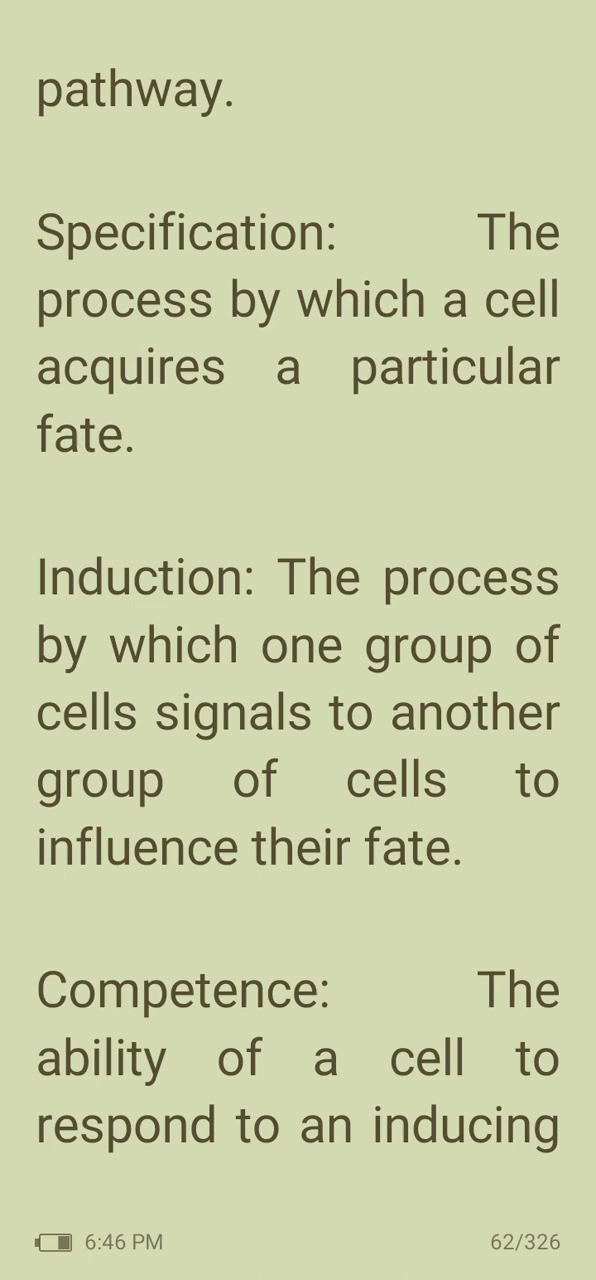 pathway.
Specification: The
process by which a cell
acquires a particular
fate.
Induction: The process
by which one group of
cells signals to another
group of cells to
influence their fate.
Competence: The
ability of a cell to
respond to an inducing
6:46 PM 62/326